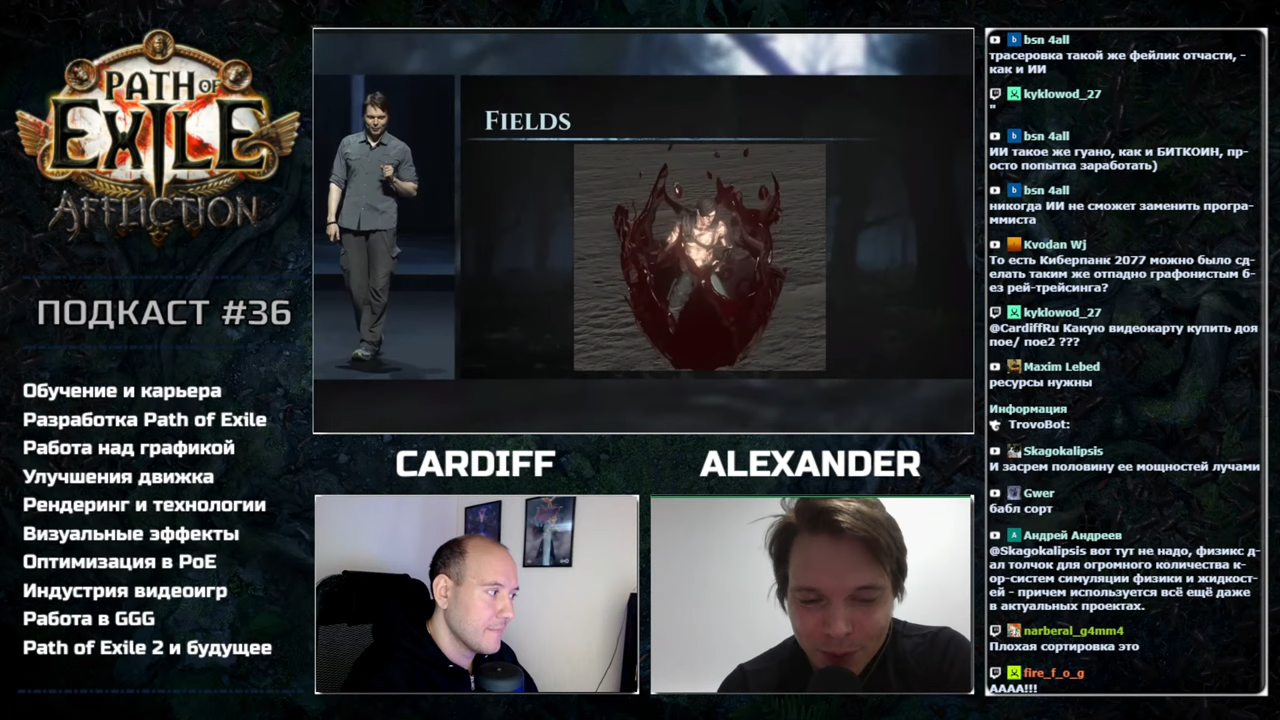 PATH OF
EXILE
AFFLICTION
ПОДКАСТ #36
Обучение и карьера
Разработка Path of Exile
Работа над графикой
Улучшения движка
Рендеринг и технологии
Визуальные эффекты
Оптимизация в PoE
Индустрия видеоигр
Работа в GGG
Path of Exile 2 и будущее
FIELDS
CARDIFF
ALEXANDER
b bsn 4all
трасеровка такой же фейлик отчасти, -
как и ИИ
kyklowod_27
"
b bsn 4all
ИИ такое же гуано, как и БИТКОИН, пр-
осто попытка заработать)
b bsn 4all
никогда ИИ не сможет заменить програ-
ммиста
Kvodan Wj
То есть Киберпанк 2077 можно было сд-
елать таким же отпадно графонистым б-
ез рей-трейсинга?
kyklowod_27
@CardiffRu Какую видеокарту купить доя
пое/ пое2 ???
Maxim Lebed
ресурсы нужны
Информация
TrovoBot:
Skagokalipsis
И засрем половину ее мощностей лучами
Gwer
бабл сорт
А Андрей Андреев
@Skagokalipsis вот тут не надо, физикс д-
ал толчок для огромного количества к-
ор-систем симуляции физики и жидкост-
ей - причем используется всё ещё даже
в актуальных проектах.
narberal_g4mm4
Плохая сортировка это
fire_f_o_g
АААА!!!